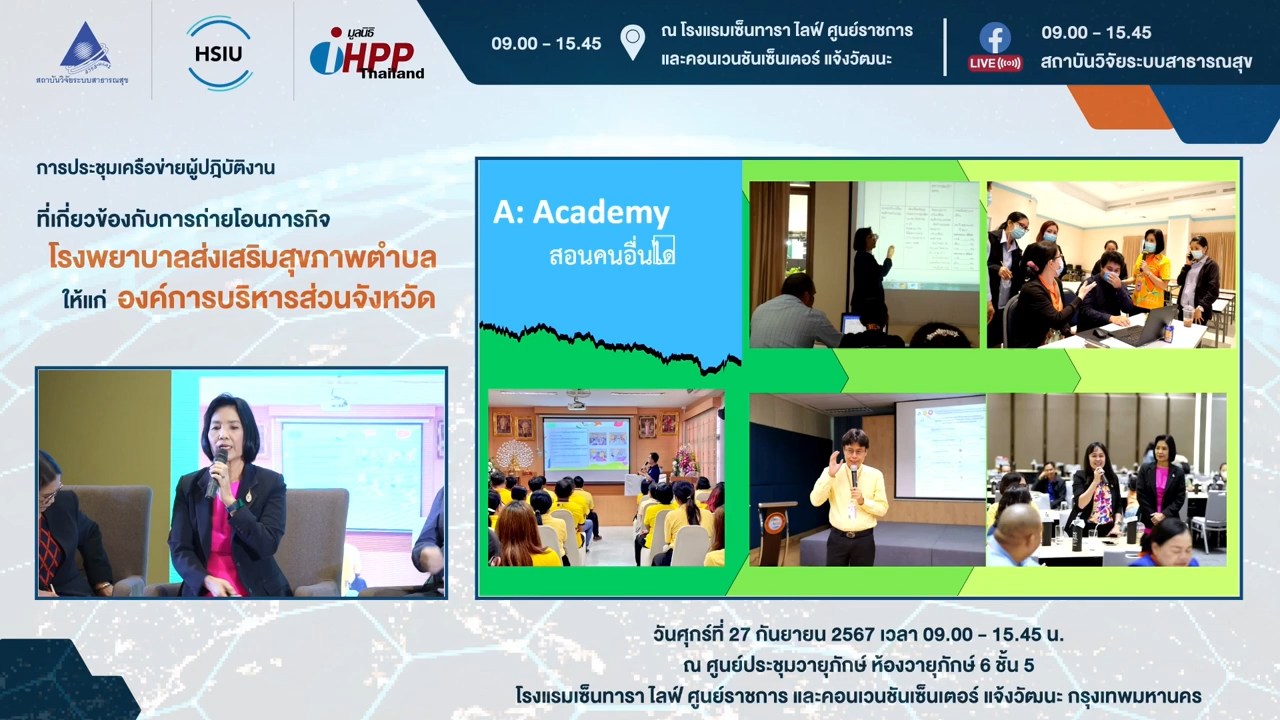 สถาบันวิจัยระบบสาธารณสุข
HSIU
มูลนิธิ
iHPP
Thailand
09.00 - 15.45
ณ โรงแรมเซ็นทารา ไลฟ์ ศูนย์ราชการ
และคอนเวนชันเซ็นเตอร์ แจ้งวัฒนะ
LIVE
09.00 - 15.45
สถาบันวิจัยระบบสาธารณสุข
การประชุมเครือข่ายผู้ปฏิบัติงาน
ที่เกี่ยวข้องกับการถ่ายโอนภารกิจ
โรงพยาบาลส่งเสริมสุขภาพตำบล
ให้แก่ องค์การบริหารส่วนจังหวัด
A: Academy
สอนคนอื่นได
วันศุกร์ที่ 27 กันยายน 2567 เวลา 09.00 - 15.45 น.
ณ ศูนย์ประชุมวายุภักษ์ ห้องวายุภักษ์ 6 ชั้น 5
โรงแรมเซ็นทารา ไลฟ์ ศูนย์ราชการ และคอนเวนชันเซ็นเตอร์ แจ้งวัฒนะ กรุงเทพมหานคร